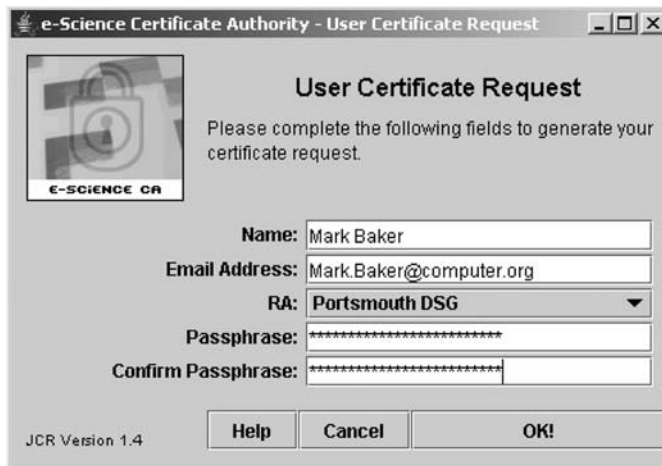 e-Science Certificate Authority - User Certificate Request
User Certificate Request
Please complete the following fields to generate your
certificate request.
E-SCIENCE CA
Name: Mark Baker
Email Address: Mark.Baker@computer.org
RA: Portsmouth DSG
Passphrase: *************************
Confirm Passphrase: *************************
JCR Version 1.4 Help Cancel OK!